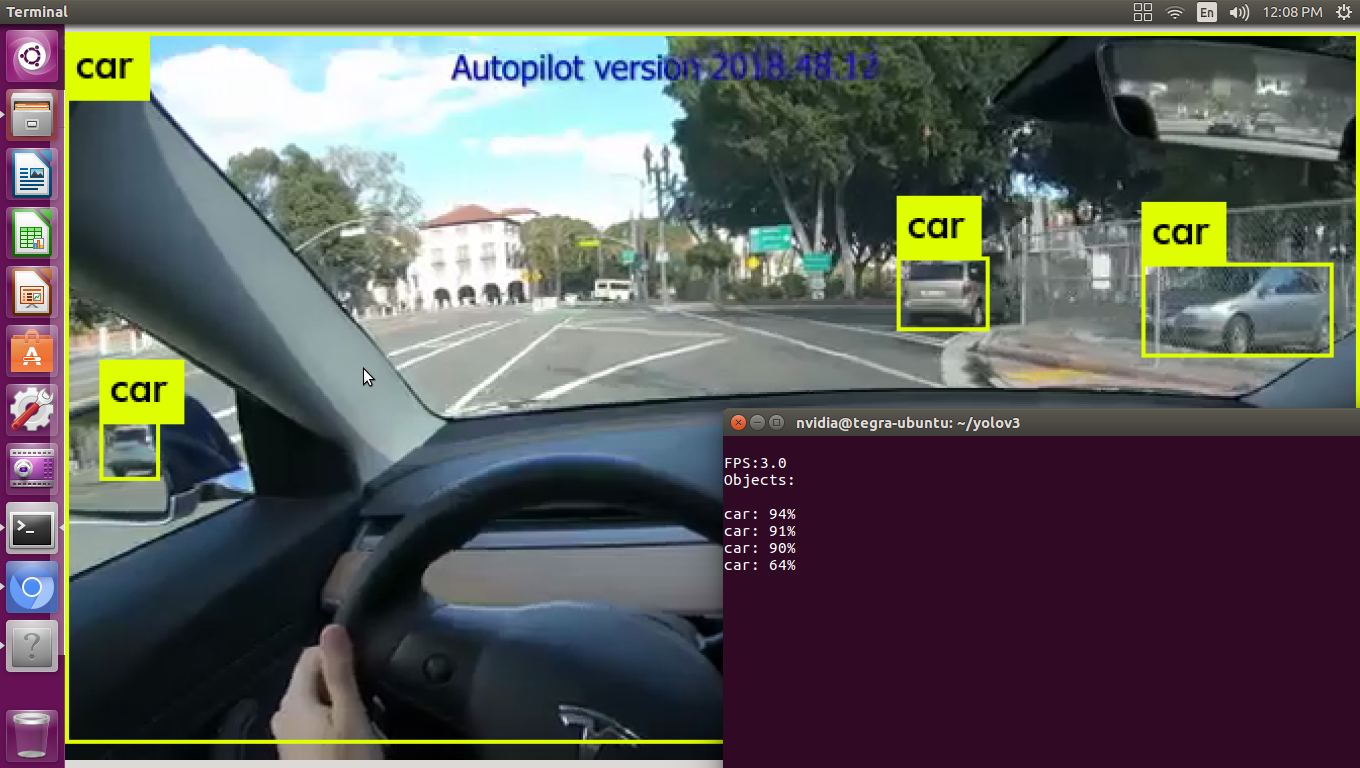 Terminal
En
12:08 PM
car
Autopilot version 2018.48.12
car
car
car
nvidia@tegra-ubuntu: ~/yolov3
FPS:3.0
Objects:
car: 94%
car: 91%
car: 90%
car: 64%